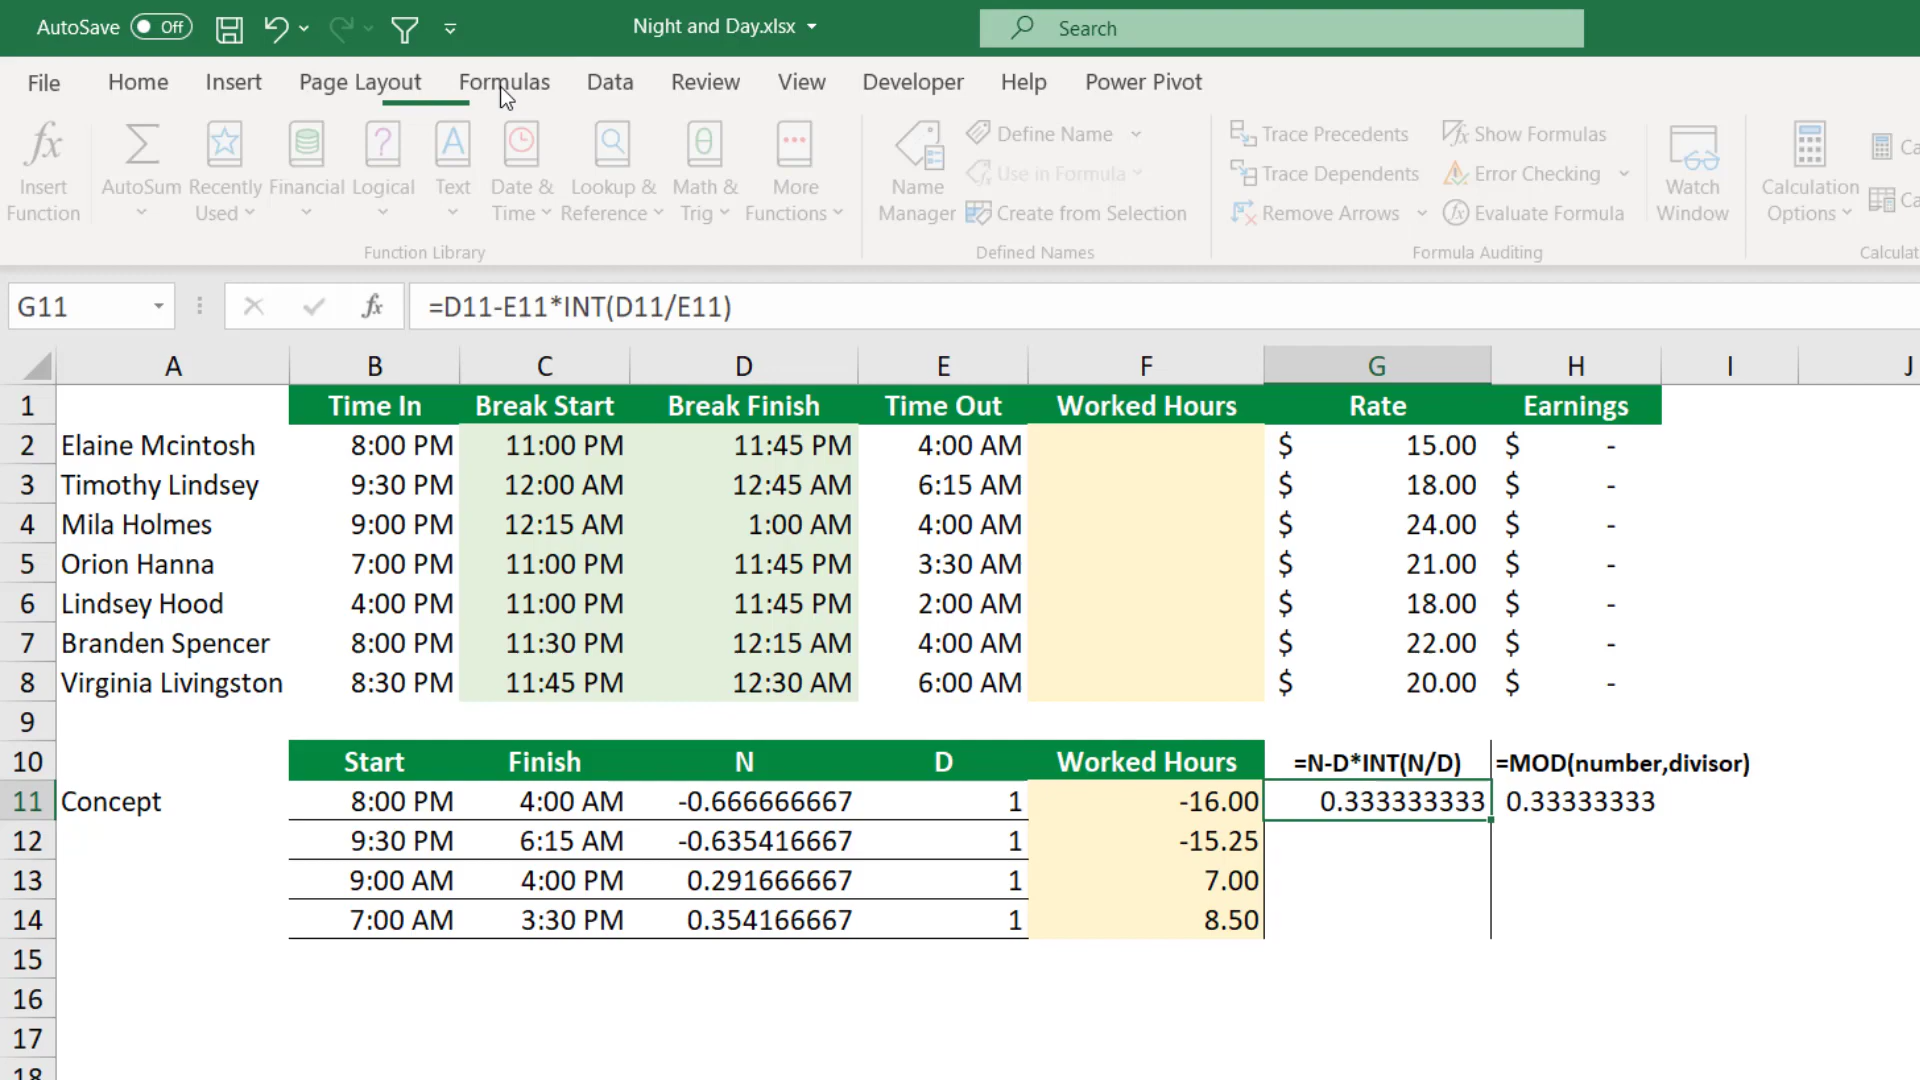 AutoSave Off Night and Day.xlsx Search
File Home Insert Page Layout Formulas Data Review View Developer Help Power Pivot
Insert Function
AutoSum
Recently Used
Financial
Logical
Text
Date & Time
Lookup & Reference
Math & Trig
More Functions
Function Library
Name Manager
Define Name
Use in Formula
Create from Selection
Defined Names
Trace Precedents
Trace Dependents
Remove Arrows
Show Formulas
Error Checking
Evaluate Formula
Formula Auditing
Watch Window
Calculation Options
Ca
Ca
Calculat
G11 fx =D11-E11*INT(D11/E11)
A B C D E F G H I J
1 Time In Break Start Break Finish Time Out Worked Hours Rate Earnings
2 Elaine Mcintosh 8:00 PM 11:00 PM 11:45 PM 4:00 AM $ 15.00 $ -
3 Timothy Lindsey 9:30 PM 12:00 AM 12:45 AM 6:15 AM $ 18.00 $ -
4 Mila Holmes 9:00 PM 12:15 AM 1:00 AM 4:00 AM $ 24.00 $ -
5 Orion Hanna 7:00 PM 11:00 PM 11:45 PM 3:30 AM $ 21.00 $ -
6 Lindsey Hood 4:00 PM 11:00 PM 11:45 PM 2:00 AM $ 18.00 $ -
7 Branden Spencer 8:00 PM 11:30 PM 12:15 AM 4:00 AM $ 22.00 $ -
8 Virginia Livingston 8:30 PM 11:45 PM 12:30 AM 6:00 AM $ 20.00 $ -
9
10 Start Finish N D Worked Hours =N-D*INT(N/D) =MOD(number,divisor)
11 Concept 8:00 PM 4:00 AM -0.666666667 1 -16.00 0.333333333 0.33333333
12 9:30 PM 6:15 AM -0.635416667 1 -15.25
13 9:00 AM 4:00 PM 0.291666667 1 7.00
14 7:00 AM 3:30 PM 0.354166667 1 8.50
15
16
17
18